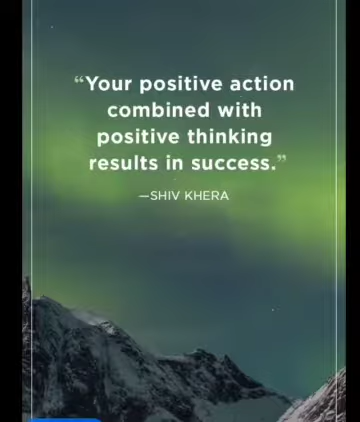 “Your positive action
combined with
positive thinking
results in success.”
—SHIV KHERA